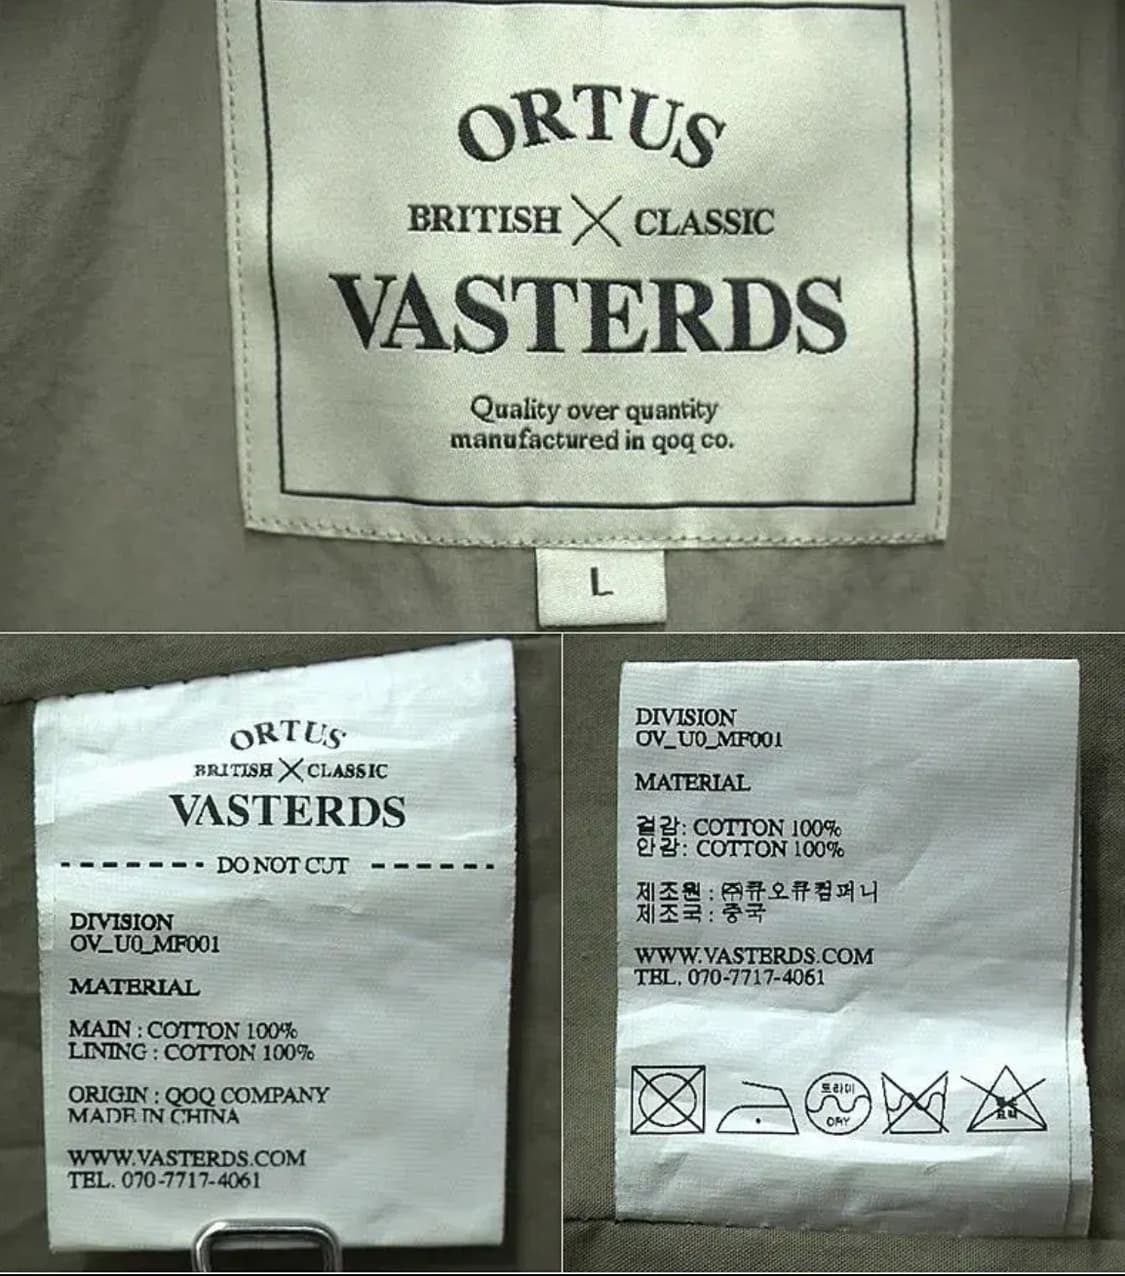 ORTUS
BRITISH X CLASSIC
VASTERDS
Quality over quantity
manufactured in qoq co.
L
ORTUS
BRITISH X CLASSIC
VASTERDS
DO NOT CUT
DIVISION
OV_U0_MF001
MATERIAL
MAIN : COTTON 100%
LINING : COTTON 100%
ORIGIN : QOQ COMPANY
MADE IN CHINA
WWW.VASTERDS.COM
TEL. 070-7717-4061
DIVISION
OV_U0_MF001
MATERIAL
겉감: COTTON 100%
안감: COTTON 100%
제조원 : ㈜큐오큐컴퍼니
제조국 : 중국
WWW.VASTERDS.COM
TEL. 070-7717-4061
드라이
DRY